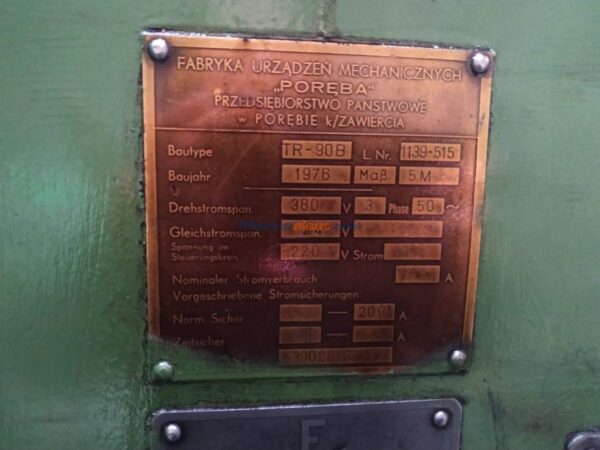 FABRYKA URZĄDZEŃ MECHANICZNYCH
„PORĘBA"
PRZEDSIĘBIORSTWO PAŃSTWOWE
w PORĘBIE k/ZAWIERCIA
Bautype TR-90B L. Nr. 1139-515
Baujahr 1976 Maß 5M
Drehstromspan. 380 V 3 Phase 50 ~
Gleichstromspan. 24
Spannung im
Steuerungskreis 220 V Strom
Nominaler Stromverbrauch A
Vorgeschriebene Stromsicherungen:
Norm. Sicher — 200 A
Zeitsicher — A
F